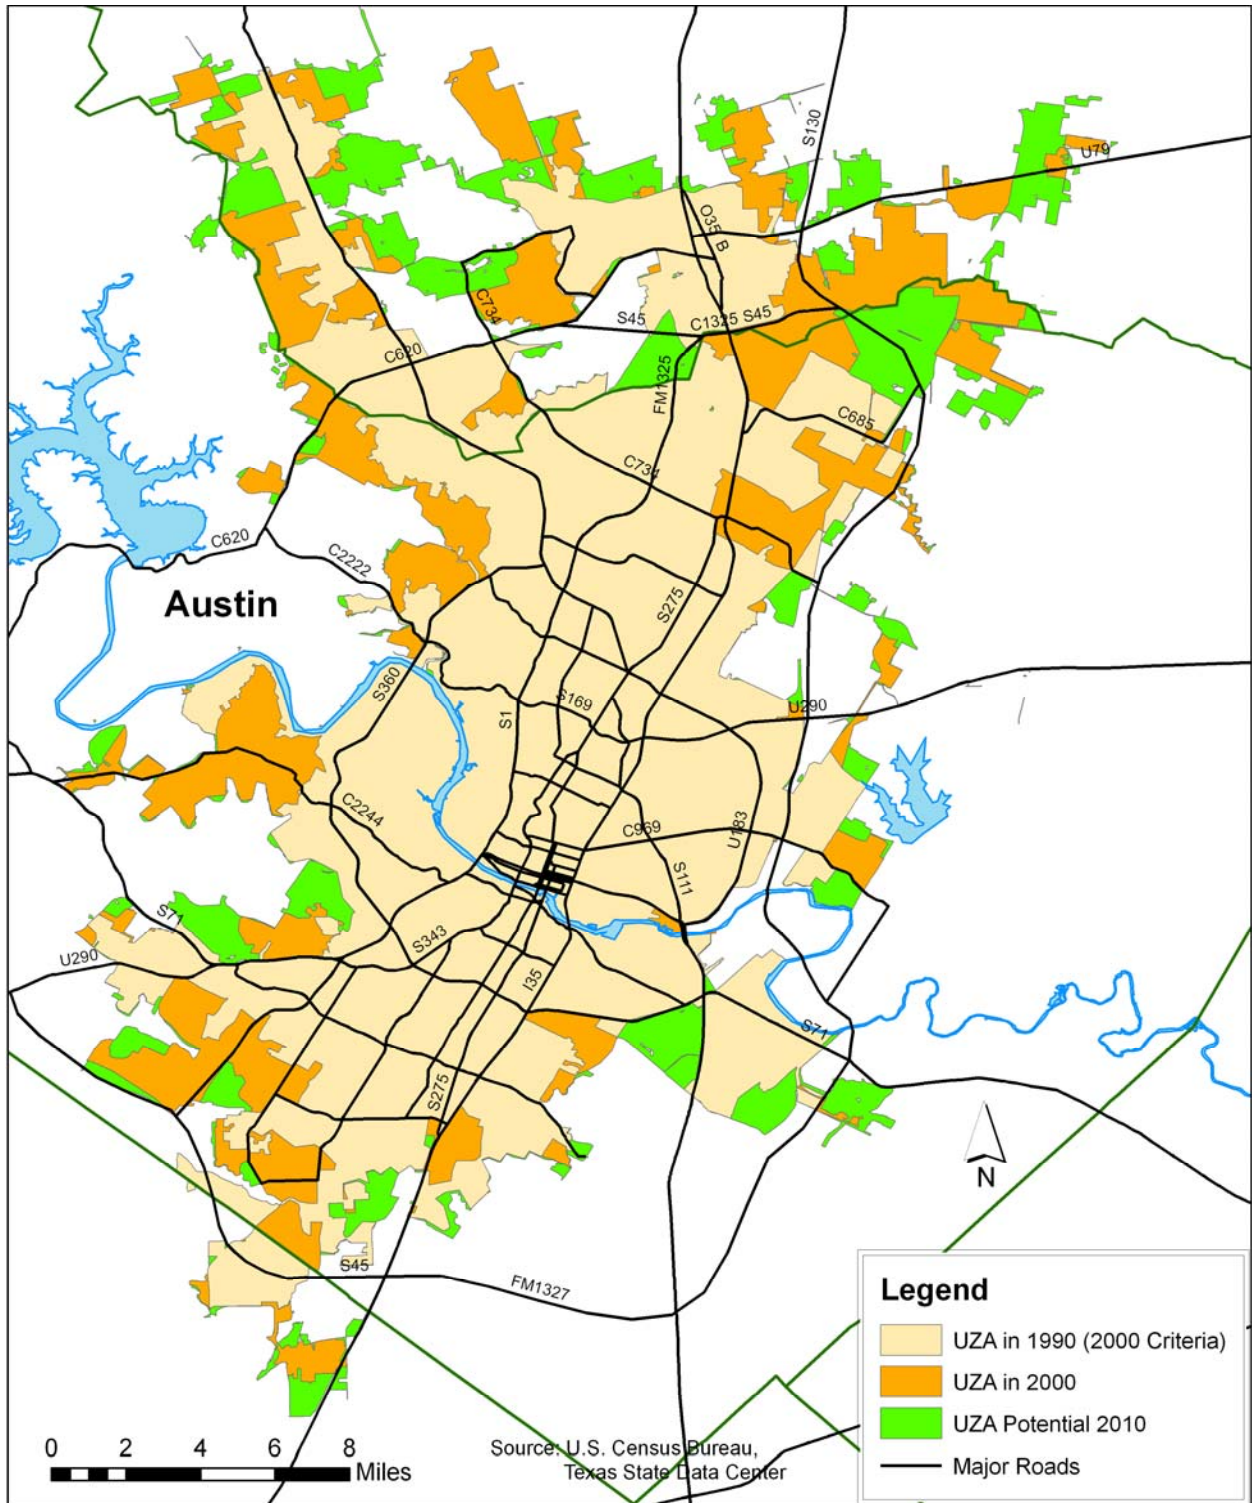 S130
U79
O35 B
C734
S45
C1325 S45
C620
FM1325
C685
C734
C620
C2222
Austin
S275
S360
S169
S1
U290
C2244
C969
U183
S111
S71
S343
U290
I35
S71
S275
N
S45
FM1327
Legend
UZA in 1990 (2000 Criteria)
UZA in 2000
UZA Potential 2010
Major Roads
0 2 4 6 8
Miles
Source: U.S. Census Bureau,
Texas State Data Center